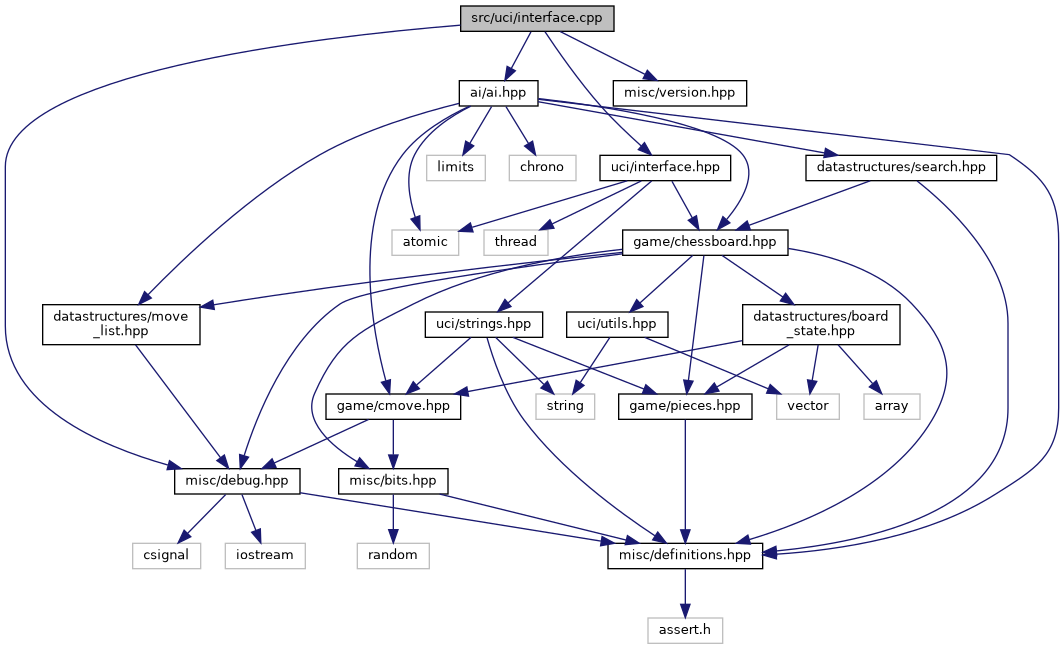 src/uci/interface.cpp
ai/ai.hpp
misc/version.hpp
limits
chrono
uci/interface.hpp
datastructures/search.hpp
atomic
thread
game/chessboard.hpp
datastructures/move
_list.hpp
uci/strings.hpp
uci/utils.hpp
datastructures/board
_state.hpp
game/cmove.hpp
string
game/pieces.hpp
vector
array
misc/debug.hpp
misc/bits.hpp
csignal
iostream
random
misc/definitions.hpp
assert.h